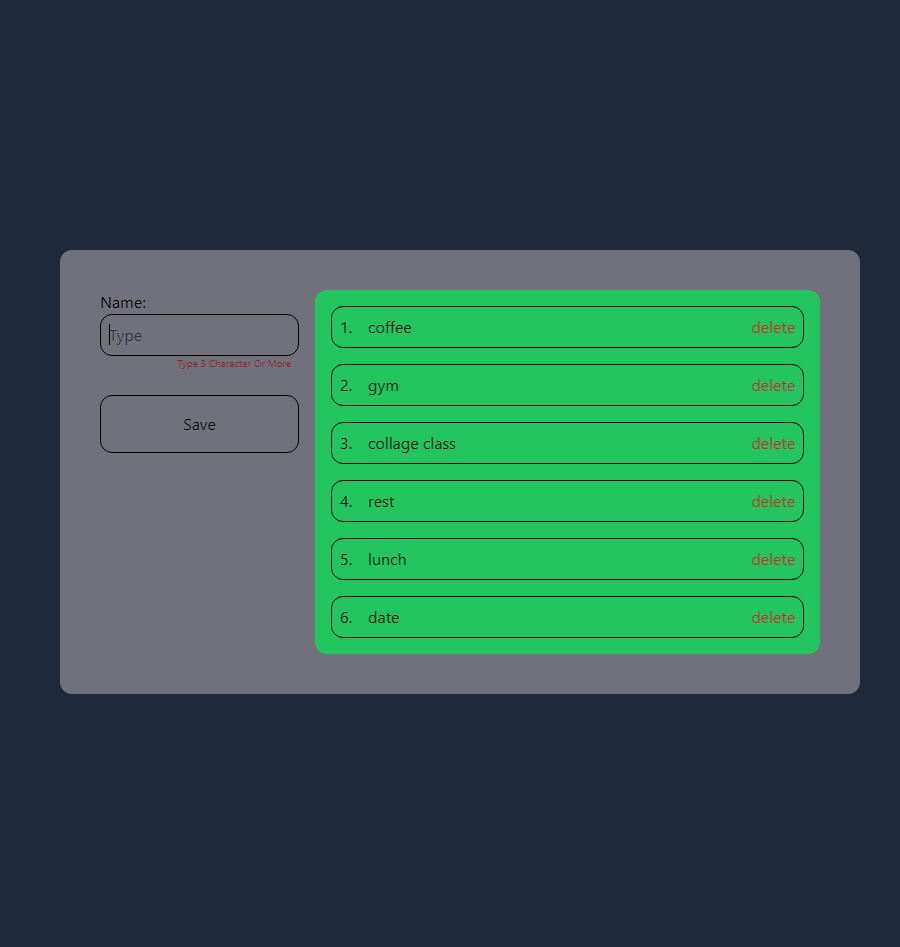 Name:
Type
Type 3 Character Or More
Save
1. coffee delete
2. gym delete
3. collage class delete
4. rest delete
5. lunch delete
6. date delete